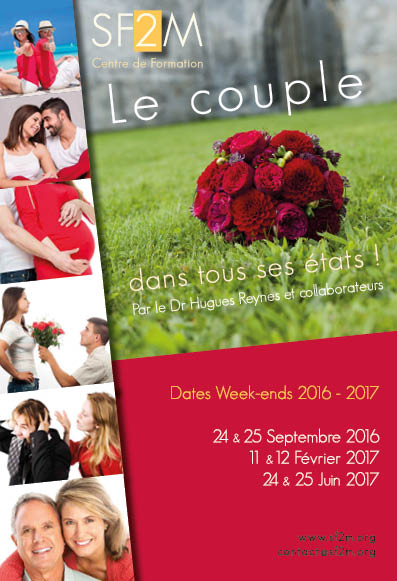 SF2M
Centre de Formation
Le couple
dans tous ses états !
Par le Dr Hugues Reynes et collaborateurs
Dates Week-ends 2016 - 2017
24 & 25 Septembre 2016
11 & 12 Février 2017
24 & 25 Juin 2017
www.sf2m.org
contact@sf2m.org